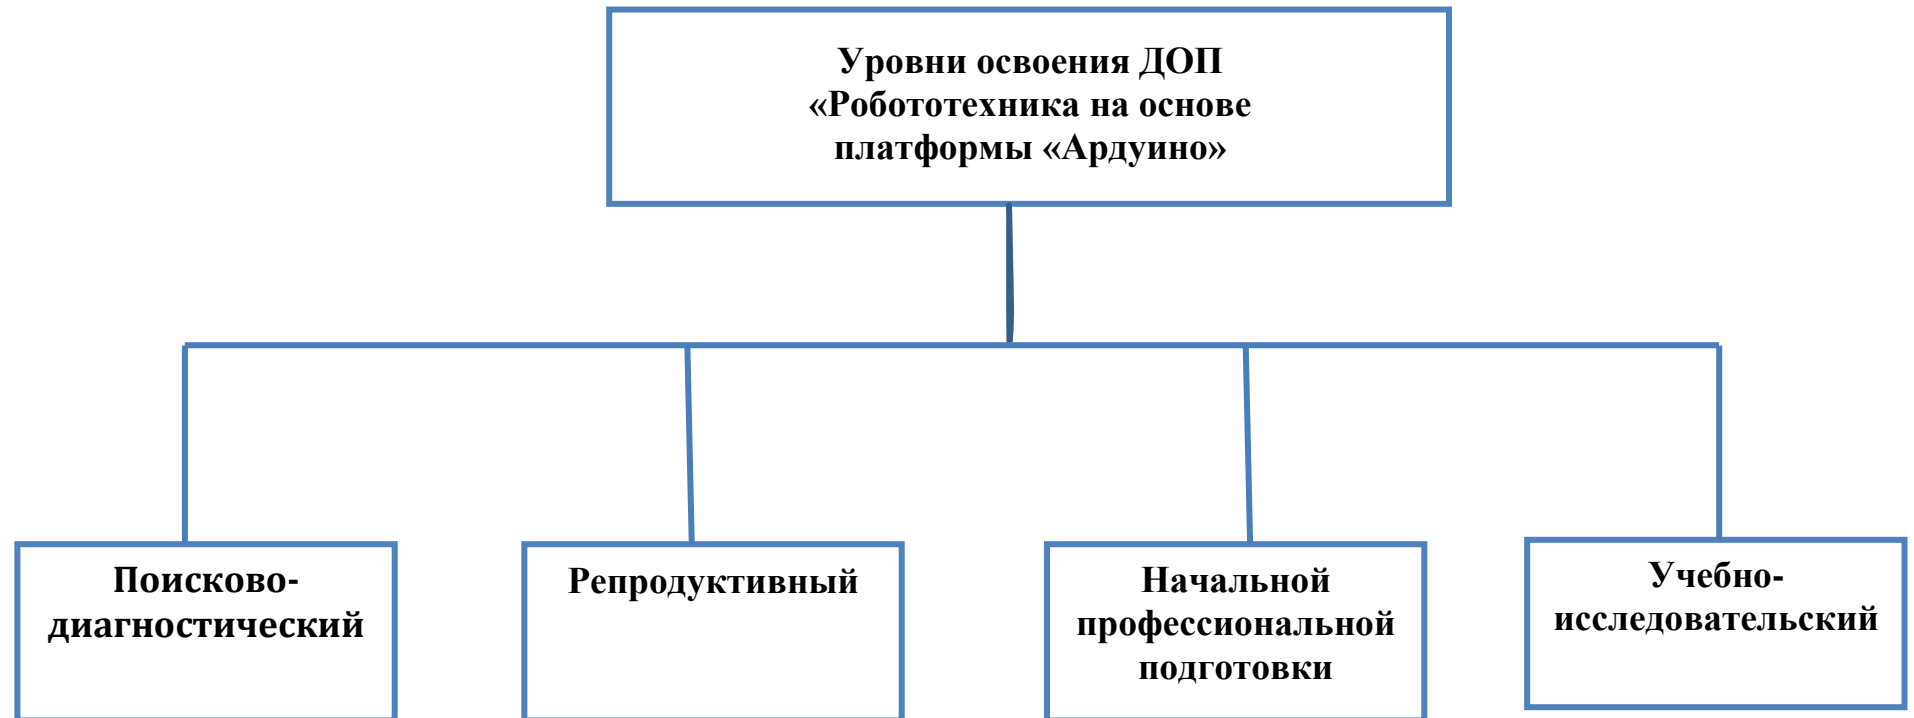 Уровни освоения ДОП
«Робототехника на основе
платформы «Ардуино»
Поисково-
диагностический
Репродуктивный
Начальной
профессиональной
подготовки
Учебно-
исследовательский